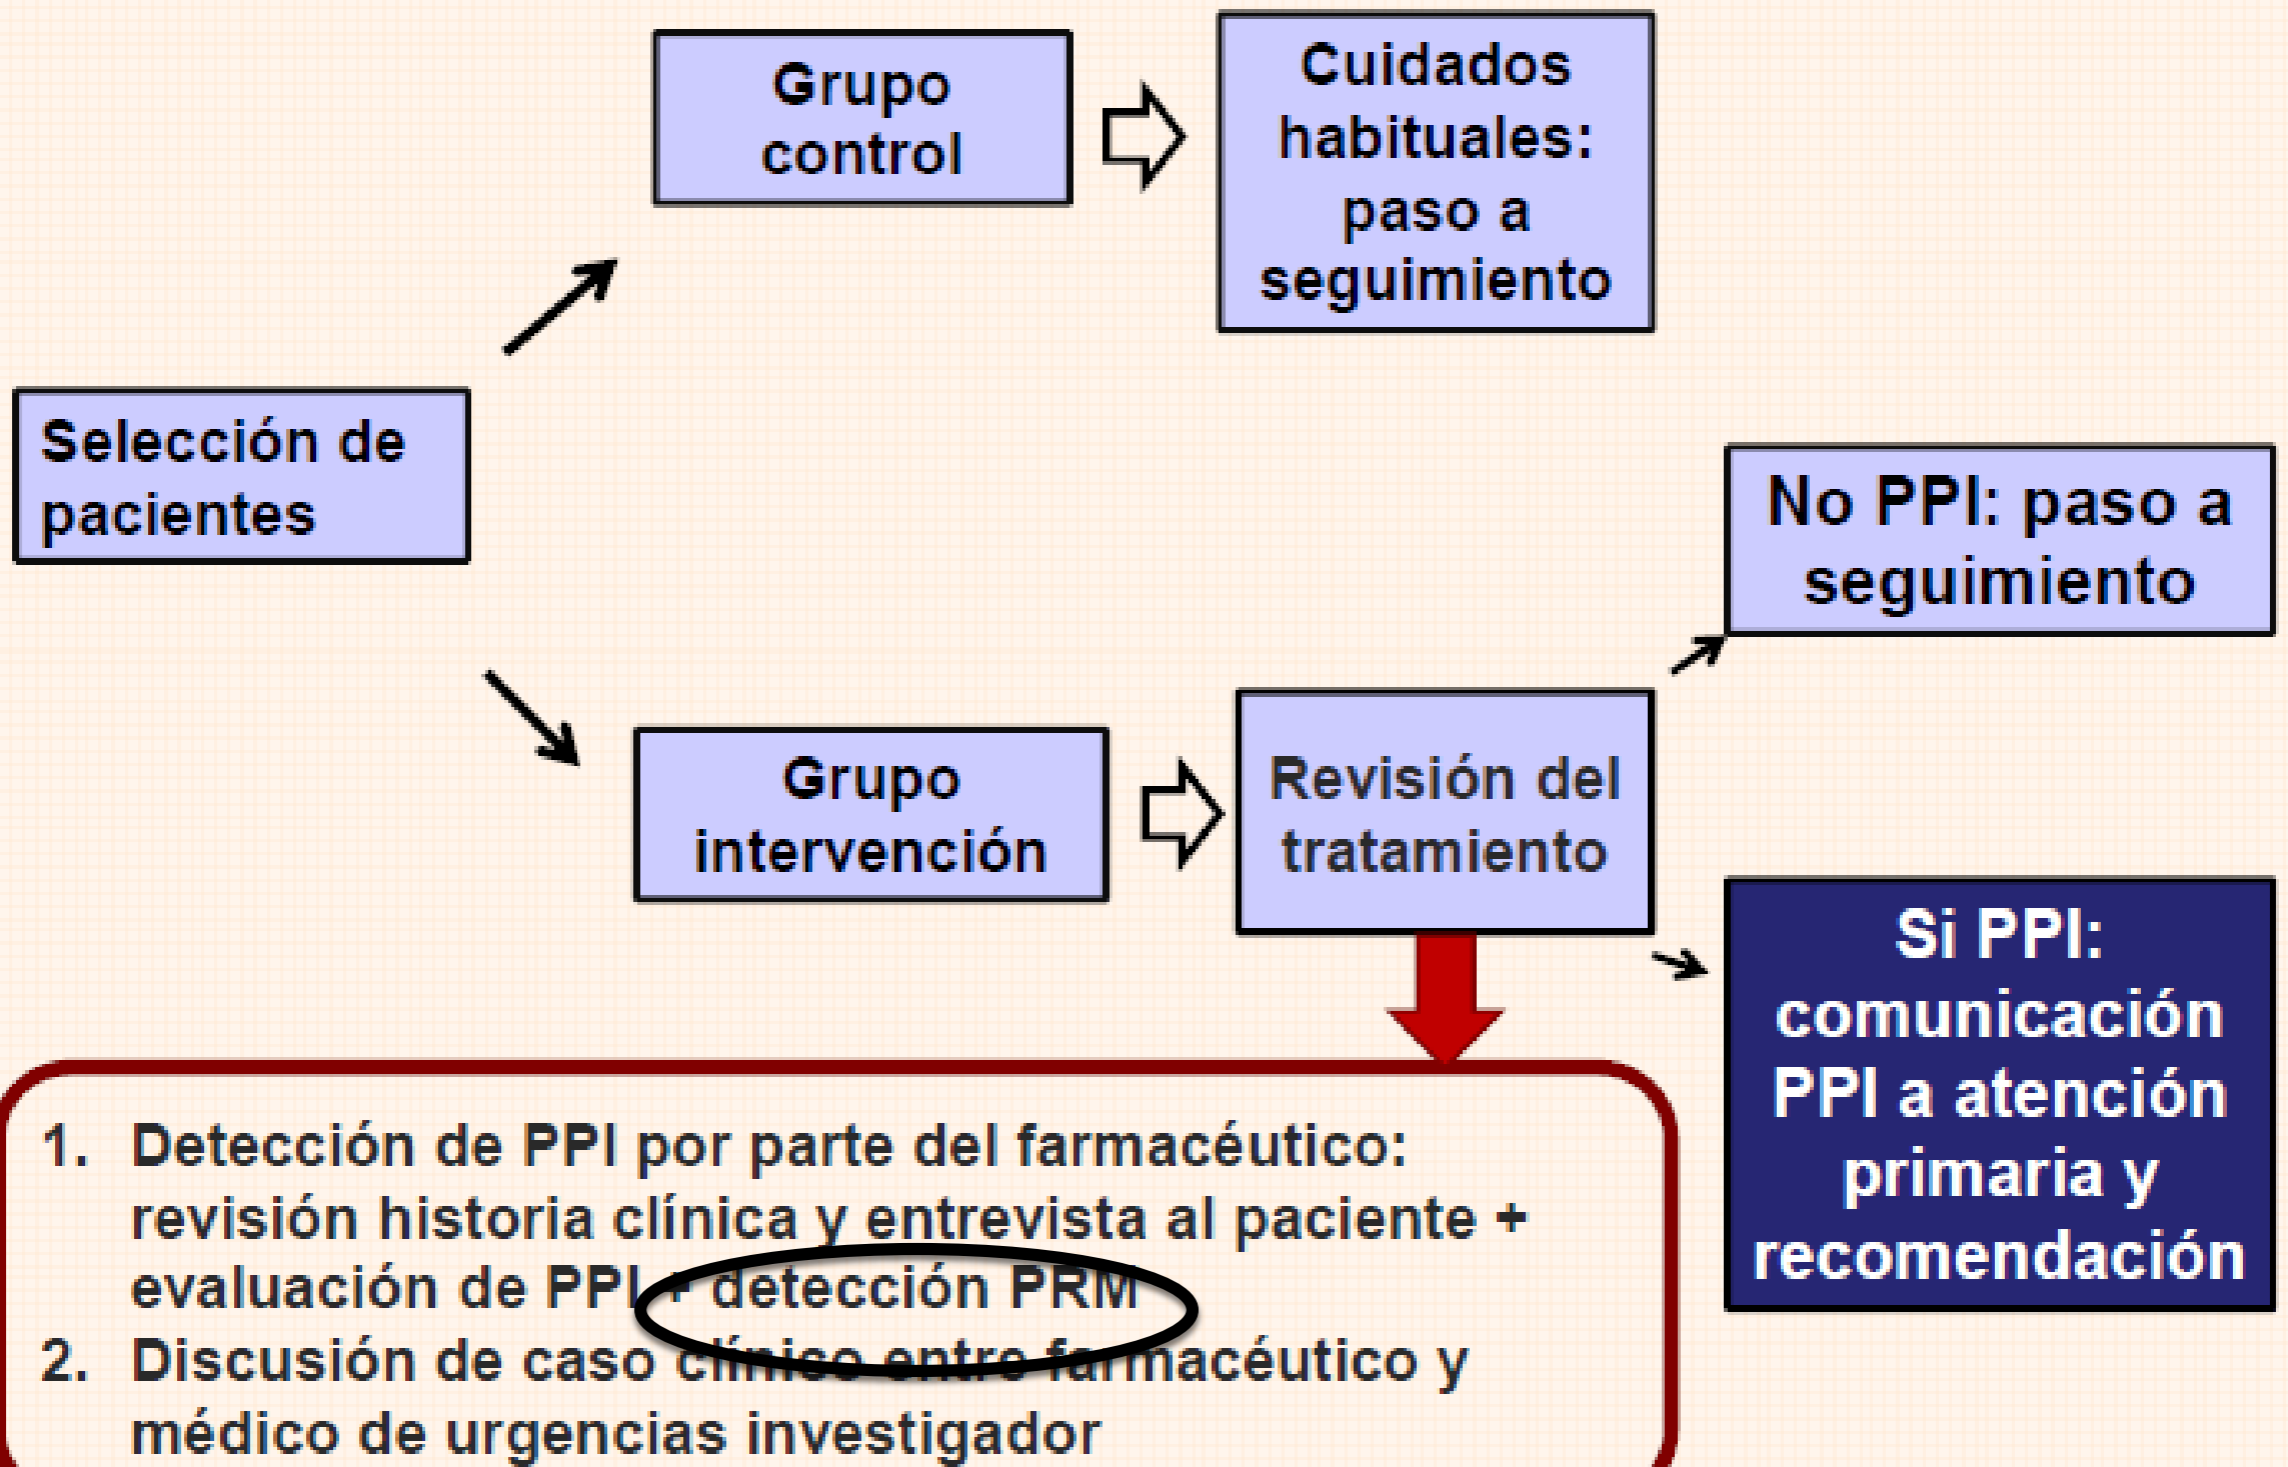 Grupo
control
Cuidados
habituales:
paso a
seguimiento
Selección de
pacientes
No PPI: paso a
seguimiento
Grupo
intervención
Revisión del
tratamiento
Si PPI:
comunicación
PPI a atención
primaria y
recomendación
1. Detección de PPI por parte del farmacéutico:
revisión historia clínica y entrevista al paciente +
evaluación de PPI + detección PRM
2. Discusión de caso clínico entre farmacéutico y
médico de urgencias investigador